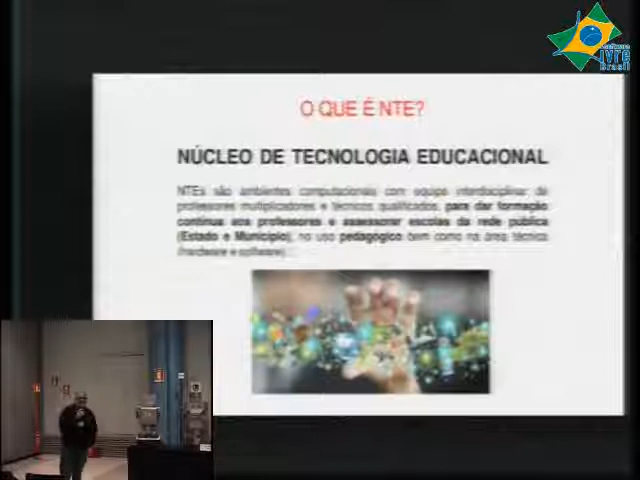 O QUE É NTE?
NÚCLEO DE TECNOLOGIA EDUCACIONAL
NTEs são ambientes computacionais com equipe interdisciplinar de
professores multiplicadores e técnicos qualificados, para dar formação
contínua aos professores e assessorar escolas da rede pública
(Estado e Município), no uso pedagógico bem como na área técnica
(hardware e software).
livre
Brasil